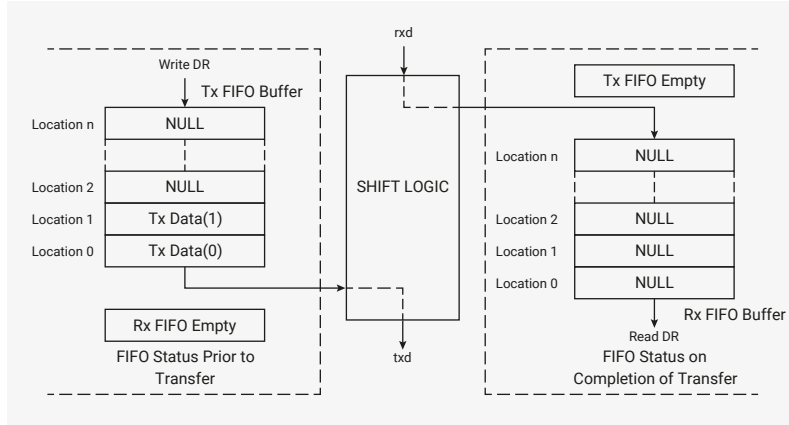 Write DR
Tx FIFO Buffer
Location n
NULL
Location 2
NULL
Location 1
Tx Data(1)
Location 0
Tx Data(0)
Rx FIFO Empty
FIFO Status Prior to
Transfer
rxd
SHIFT LOGIC
txd
Tx FIFO Empty
Location n
NULL
Location 2
NULL
Location 1
NULL
Location 0
NULL
Rx FIFO Buffer
Read DR
FIFO Status on
Completion of Transfer